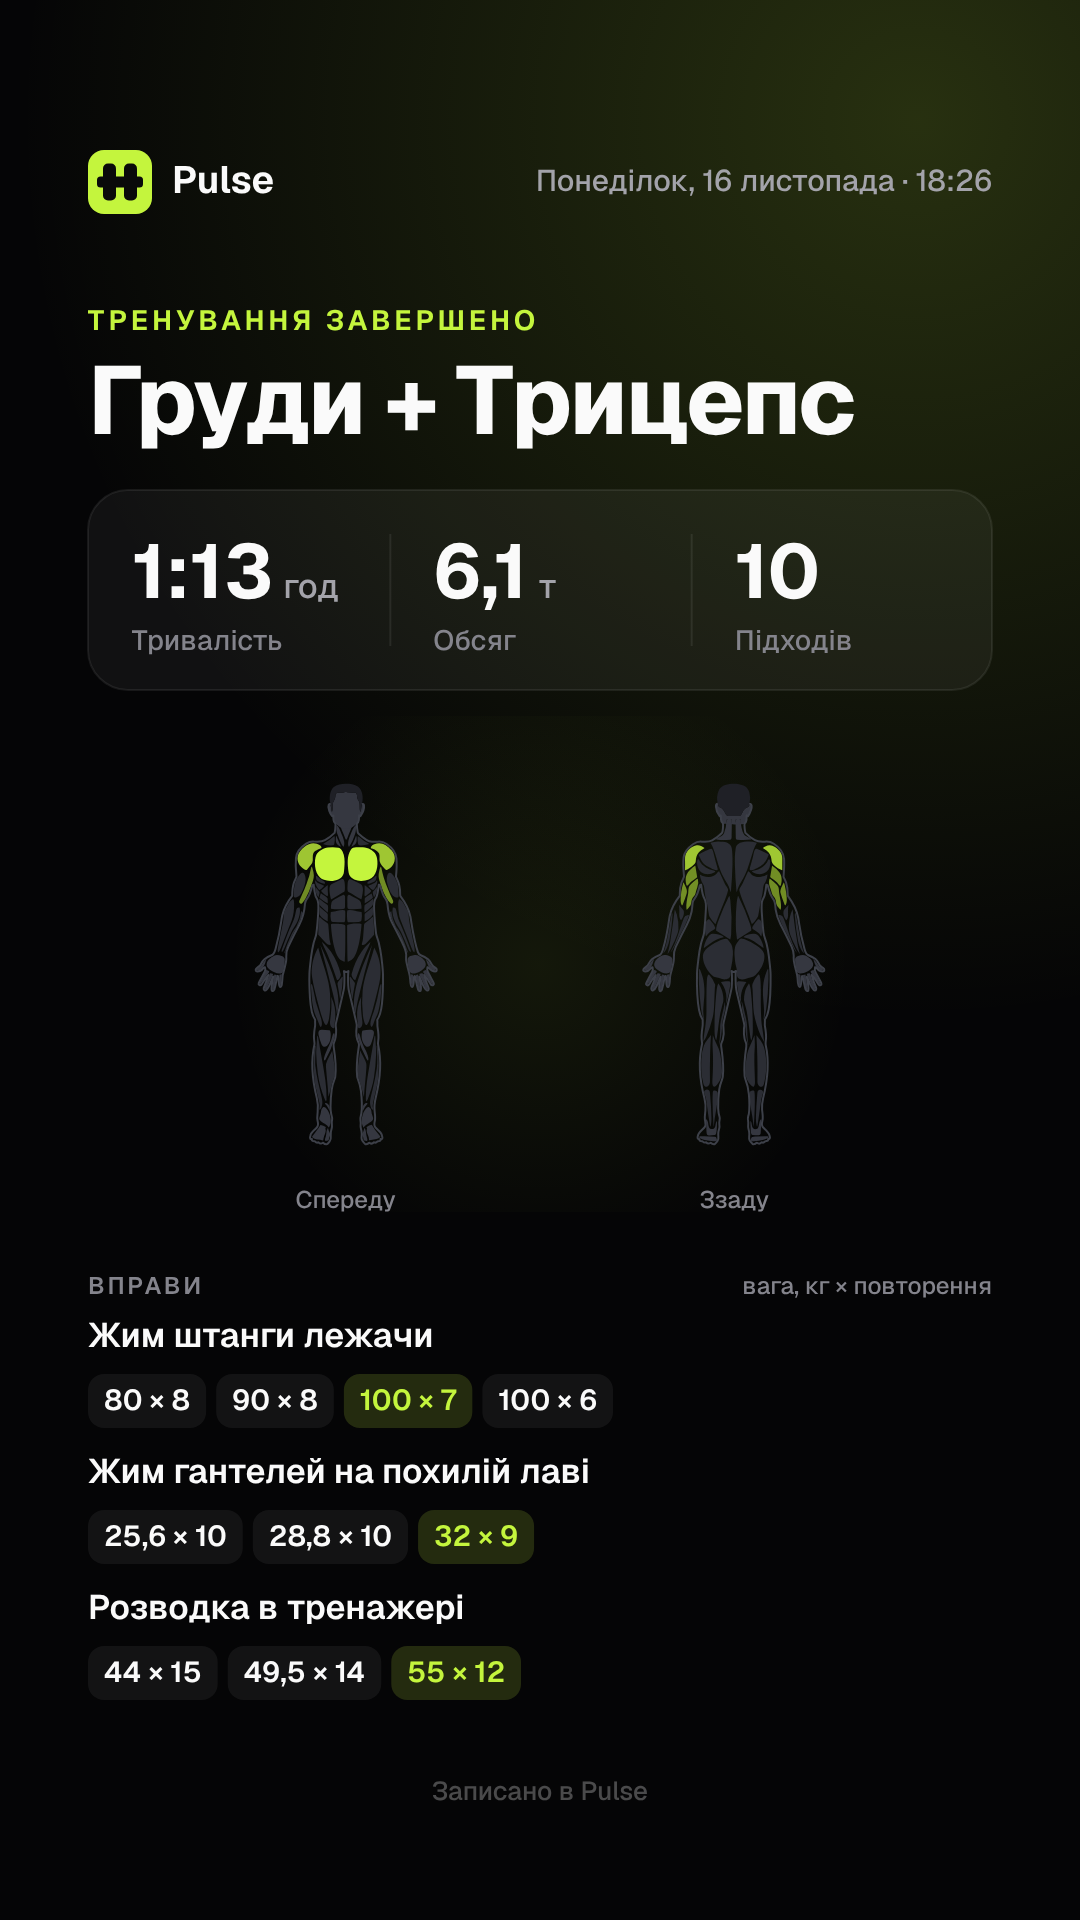 Pulse
Понеділок, 16 листопада · 18:26
ТРЕНУВАННЯ ЗАВЕРШЕНО
Груди + Трицепс
1:13 год
Тривалість
6,1 т
Обсяг
10
Підходів
Спереду
Ззаду
ВПРАВИ
вага, кг × повторення
Жим штанги лежачи
80 × 8
90 × 8
100 × 7
100 × 6
Жим гантелей на похилій лаві
25,6 × 10
28,8 × 10
32 × 9
Розводка в тренажері
44 × 15
49,5 × 14
55 × 12
Записано в Pulse